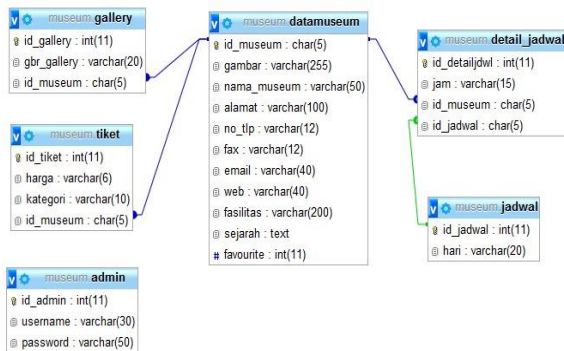 museum gallery
id_gallery : int(11)
gbr_gallery : varchar(20)
id_museum : char(5)
museum tiket
id_tiket : int(11)
harga : varchar(6)
kategori : varchar(10)
id_museum : char(5)
museum admin
id_admin : int(11)
username : varchar(30)
password : varchar(50)
museum datamuseum
id_museum : char(5)
gambar : varchar(255)
nama_museum : varchar(50)
alamat : varchar(100)
no_tlp : varchar(12)
fax : varchar(12)
email : varchar(40)
web : varchar(40)
fasilitas : varchar(200)
sejarah : text
# favourite : int(11)
museum detail_jadwal
id_detailjdwl : int(11)
jam : varchar(15)
id_museum : char(5)
id_jadwal : char(5)
museum jadwal
id_jadwal : int(11)
hari : varchar(20)